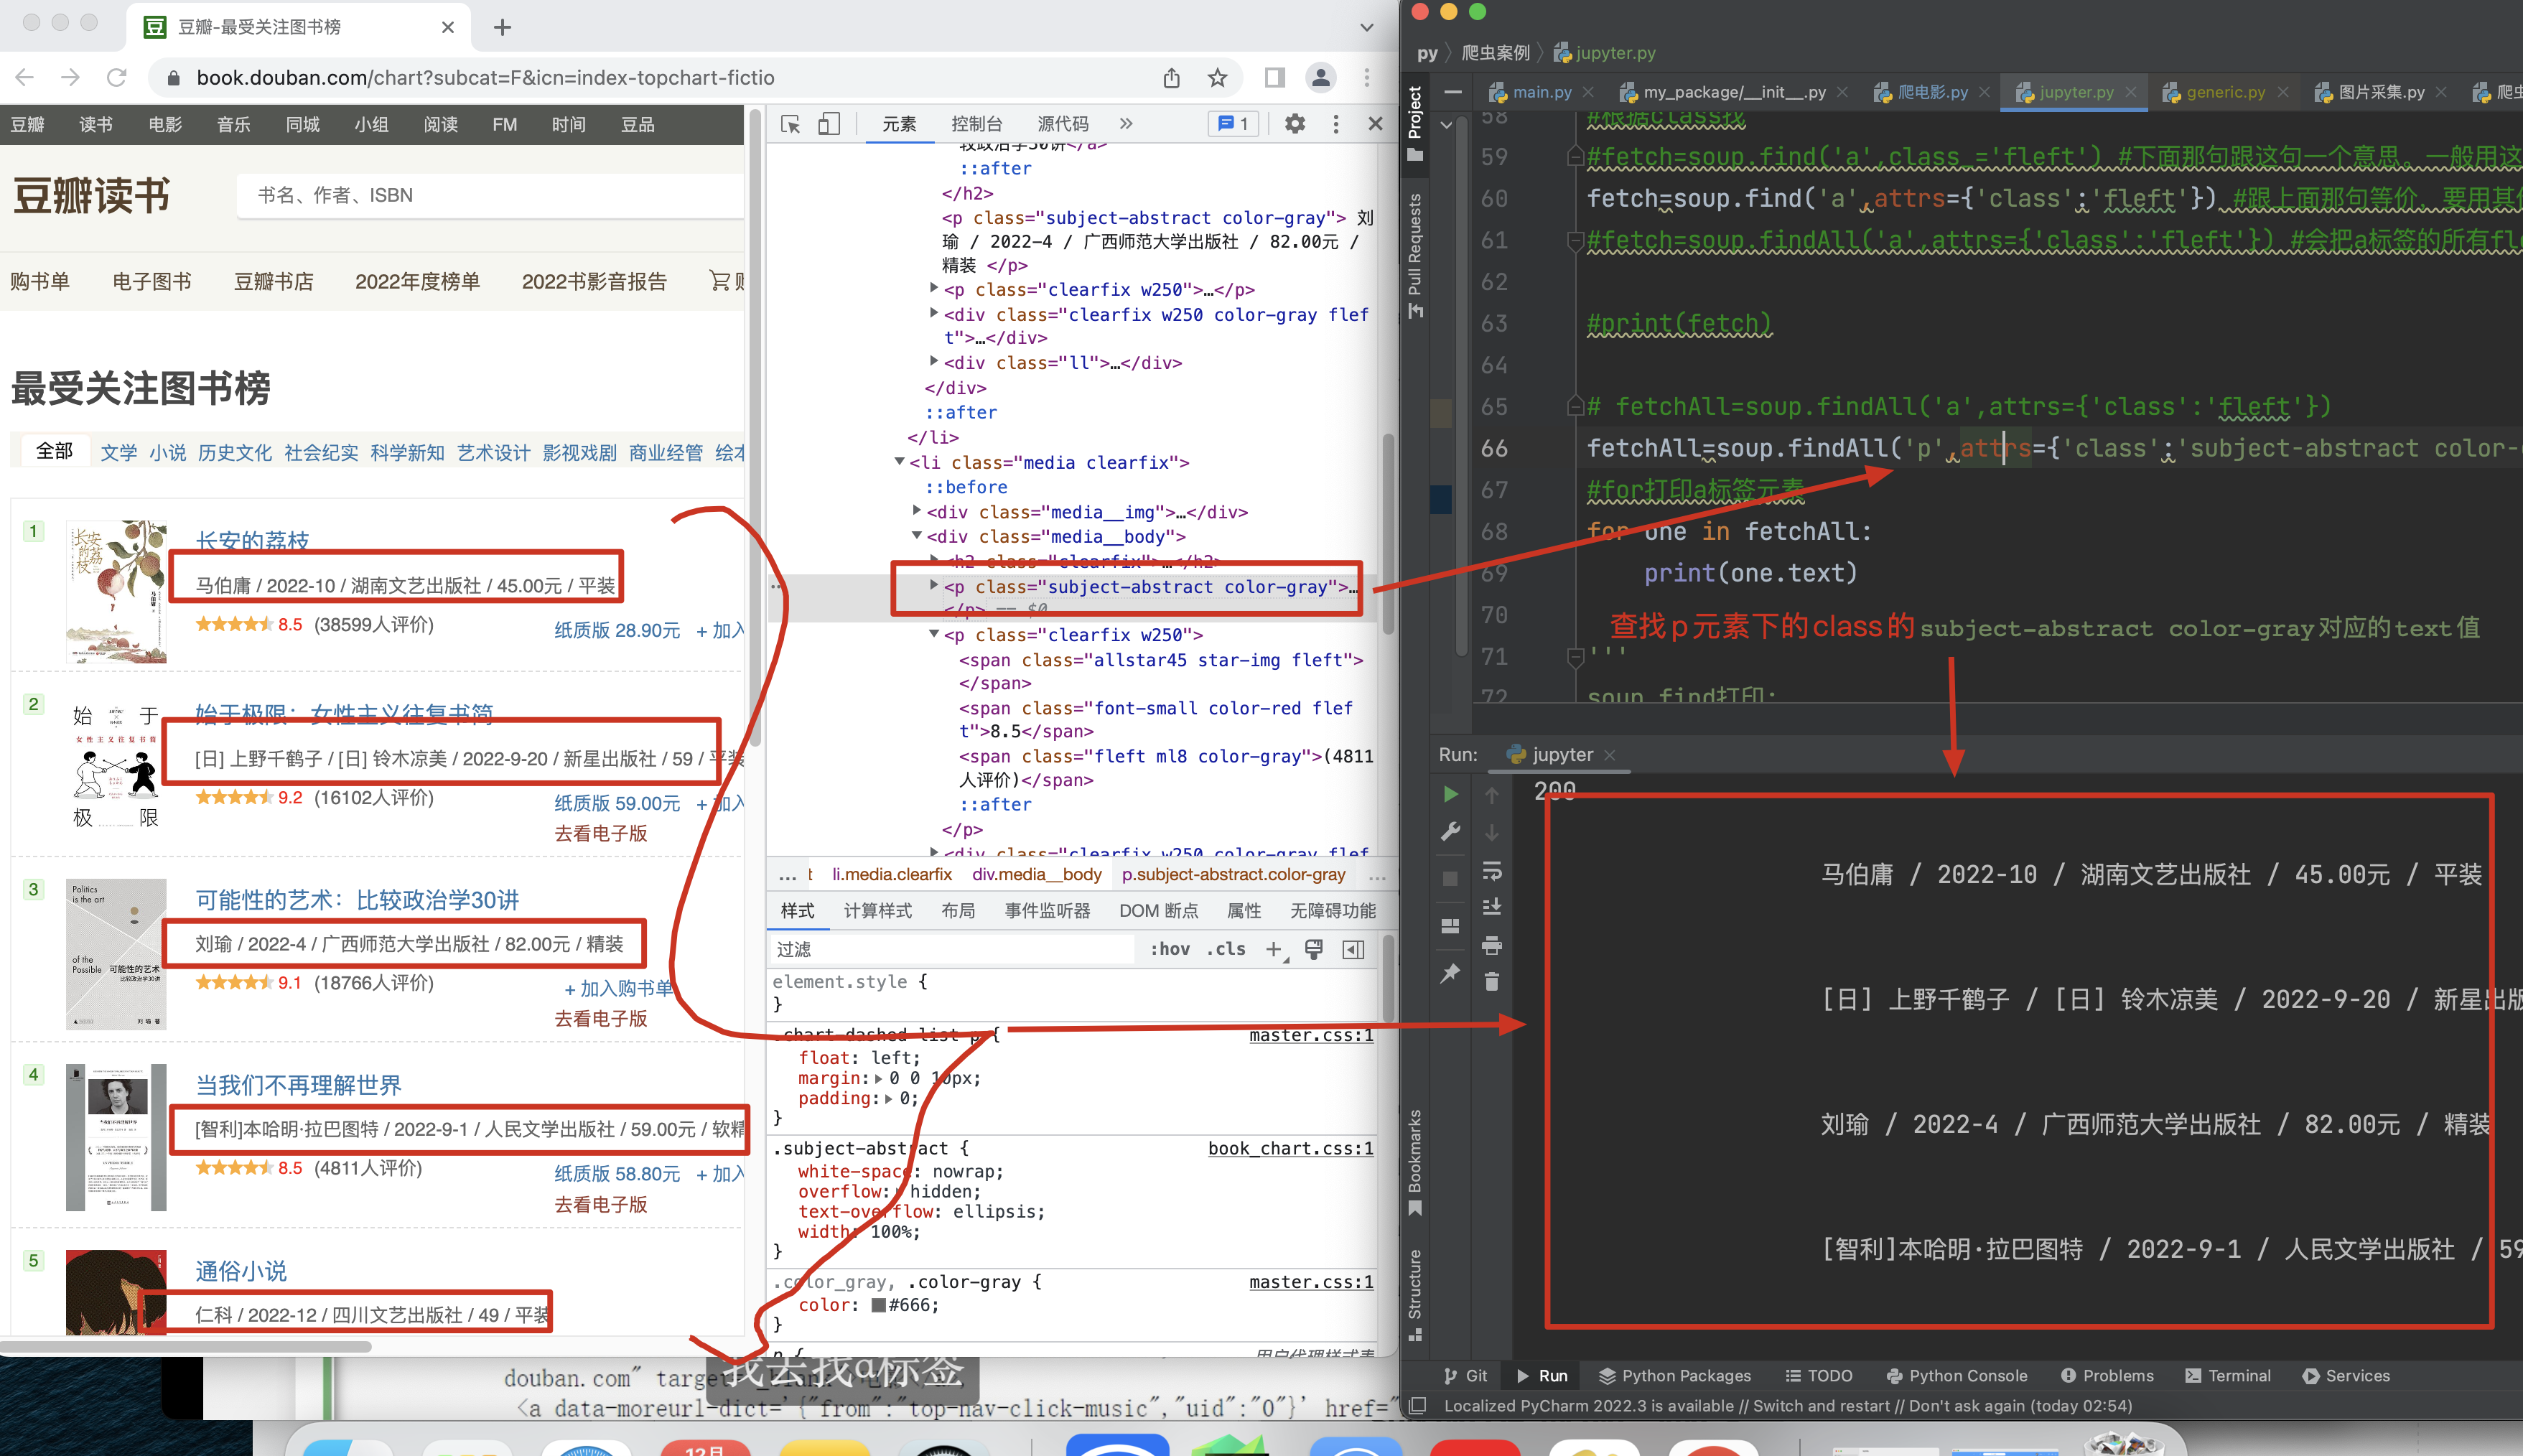 豆瓣-最受关注图书榜
book.douban.com/chart?subcat=F&icn=index-topchart-fictio
豆瓣 读书 电影 音乐 同城 小组 阅读 FM 时间 豆品
豆瓣读书
书名、作者、ISBN
购书单 电子图书 豆瓣书店 2022年度榜单 2022书影音报告
最受关注图书榜
全部 文学 小说 历史文化 社会纪实 科学新知 艺术设计 影视戏剧 商业经管 绘本
1
长安的荔枝
马伯庸 / 2022-10 / 湖南文艺出版社 / 45.00元 / 平装
8.5 (38599人评价)
纸质版 28.90元 + 加入
2
始于极限：女性主义往复书简
[日] 上野千鹤子 / [日] 铃木凉美 / 2022-9-20 / 新星出版社 / 59 / 平装
9.2 (16102人评价)
纸质版 59.00元 + 加入
去看电子版
3
可能性的艺术：比较政治学30讲
刘瑜 / 2022-4 / 广西师范大学出版社 / 82.00元 / 精装
9.1 (18766人评价)
+ 加入购书单
去看电子版
4
当我们不再理解世界
[智利]本哈明·拉巴图特 / 2022-9-1 / 人民文学出版社 / 59.00元 / 软精
8.5 (4811人评价)
纸质版 58.80元 + 加入
去看电子版
5
通俗小说
仁科 / 2022-12 / 四川文艺出版社 / 49 / 平装
元素 控制台 源代码 » 1
较政治学30讲</a>
::after
</h2>
<p class="subject-abstract color-gray"> 刘
瑜 / 2022-4 / 广西师范大学出版社 / 82.00元 /
精装 </p>
<p class="clearfix w250">…</p>
<div class="clearfix w250 color-gray flef
t">…</div>
<div class="ll">…</div>
</div>
::after
</li>
<li class="media clearfix">
::before
<div class="media__img">…</div>
<div class="media__body">
<h2 class="clearfix">…</h2>
<p class="subject-abstract color-gray">…
</p> == $0
<p class="clearfix w250">
<span class="allstar45 star-img fleft">
</span>
<span class="font-small color-red flef
t">8.5</span>
<span class="fleft ml8 color-gray">(4811
人评价)</span>
::after
</p>
<div class="clearfix w250 color-gray flef
… t li.media.clearfix div.media__body p.subject-abstract.color-gray …
样式 计算样式 布局 事件监听器 DOM 断点 属性 无障碍功能
过滤 :hov .cls
element.style {
}
.chart-dashed-list p { master.css:1
float: left;
margin: 0 0 10px;
padding: 0;
}
.subject-abstract { book_chart.css:1
white-space: nowrap;
overflow: hidden;
text-overflow: ellipsis;
width: 100%;
}
.color_gray, .color-gray { master.css:1
color: #666;
}
p { 用户代理样式表
py 爬虫案例 jupyter.py
main.py my_package/__init__.py 爬电影.py jupyter.py generic.py 图片采集.py 爬虫
Project
Pull Requests
Bookmarks
Structure
58 #根据class找
59 #fetch=soup.find('a',class_='fleft') #下面那句跟这句一个意思。一般用这
60 fetch=soup.find('a',attrs={'class':'fleft'}) #跟上面那句等价，要用其他
61 #fetch=soup.findAll('a',attrs={'class':'fleft'}) #会把a标签的所有fle
62
63 #print(fetch)
64
65 # fetchAll=soup.findAll('a',attrs={'class':'fleft'})
66 fetchAll=soup.findAll('p',attrs={'class':'subject-abstract color-
67 #for打印a标签元素
68 for one in fetchAll:
69 print(one.text)
70
查找p元素下的class的subject-abstract color-gray对应的text值
71 '''
72 soup.find打印：
Run: jupyter
200
马伯庸 / 2022-10 / 湖南文艺出版社 / 45.00元 / 平装
[日] 上野千鹤子 / [日] 铃木凉美 / 2022-9-20 / 新星出版
刘瑜 / 2022-4 / 广西师范大学出版社 / 82.00元 / 精装
[智利]本哈明·拉巴图特 / 2022-9-1 / 人民文学出版社 / 59
Git Run Python Packages TODO Python Console Problems Terminal Services
Localized PyCharm 2022.3 is available // Switch and restart // Don't ask again (today 02:54)
我去找a标签
douban.com" target="_blank"
<a data-moreurl-dict='{"from":"top-nav-click-music","uid":"0"}' href="
12月